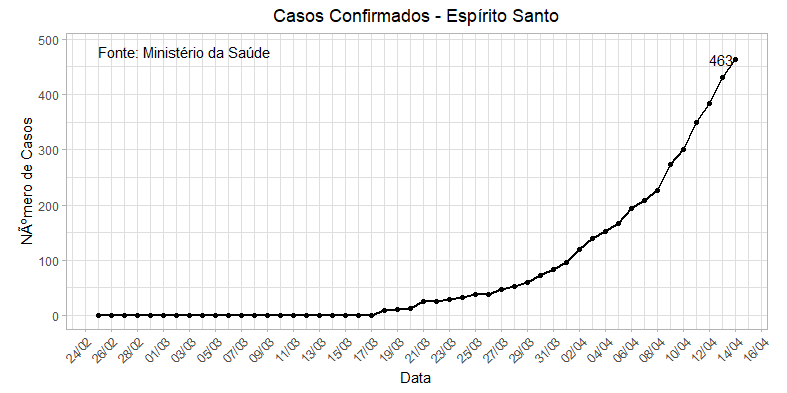 Casos Confirmados - Espírito Santo
Fonte: Ministério da Saúde
463
NÃºmero de Casos
500
400
300
200
100
0
24/02 26/02 28/02 01/03 03/03 05/03 07/03 09/03 11/03 13/03 15/03 17/03 19/03 21/03 23/03 25/03 27/03 29/03 31/03 02/04 04/04 06/04 08/04 10/04 12/04 14/04 16/04
Data